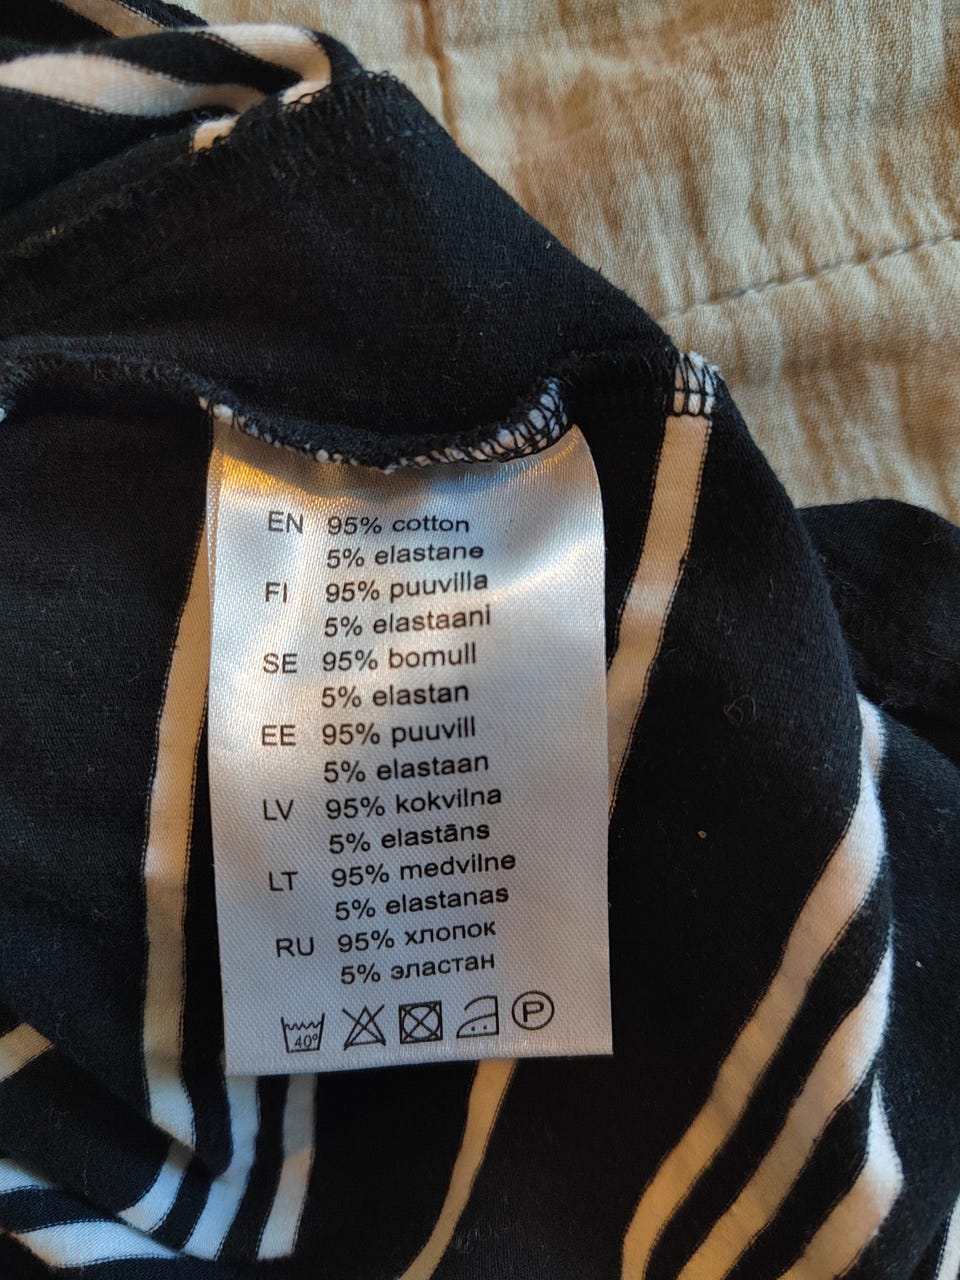 EN 95% cotton
5% elastane
FI 95% puuvilla
5% elastaani
SE 95% bomull
5% elastan
EE 95% puuvill
5% elastaan
LV 95% kokvilna
5% elastāns
LT 95% medvilne
5% elastanas
RU 95% хлопок
5% эластан
40° P